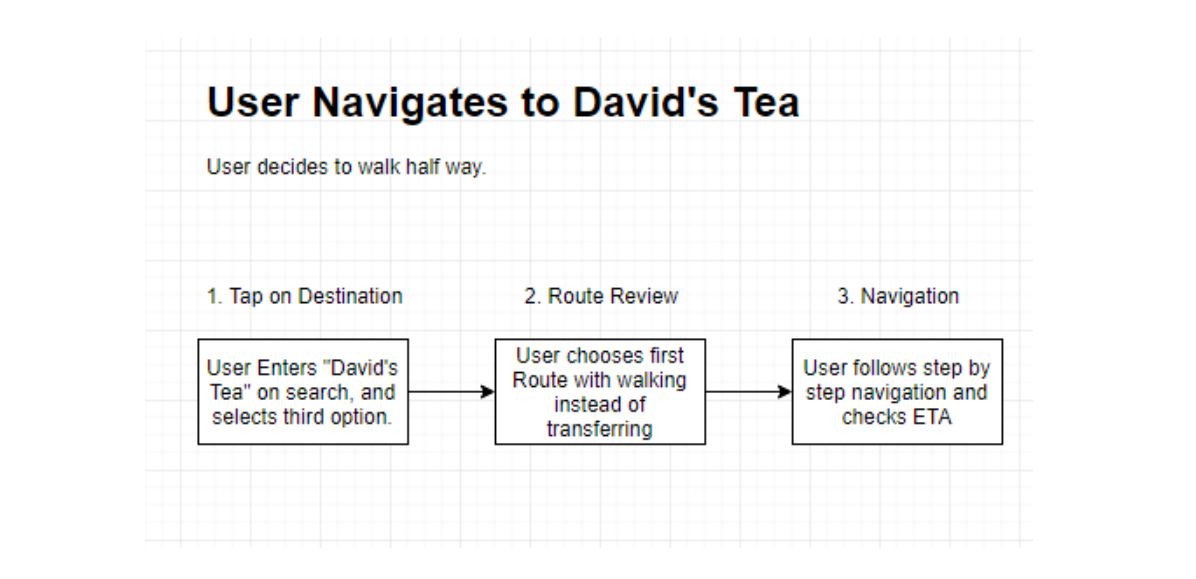 User Navigates to David's Tea
User decides to walk half way.
1. Tap on Destination
2. Route Review
3. Navigation
User Enters "David's
Tea" on search, and
selects third option.
User chooses first
Route with walking
instead of
transferring
User follows step by
step navigation and
checks ETA